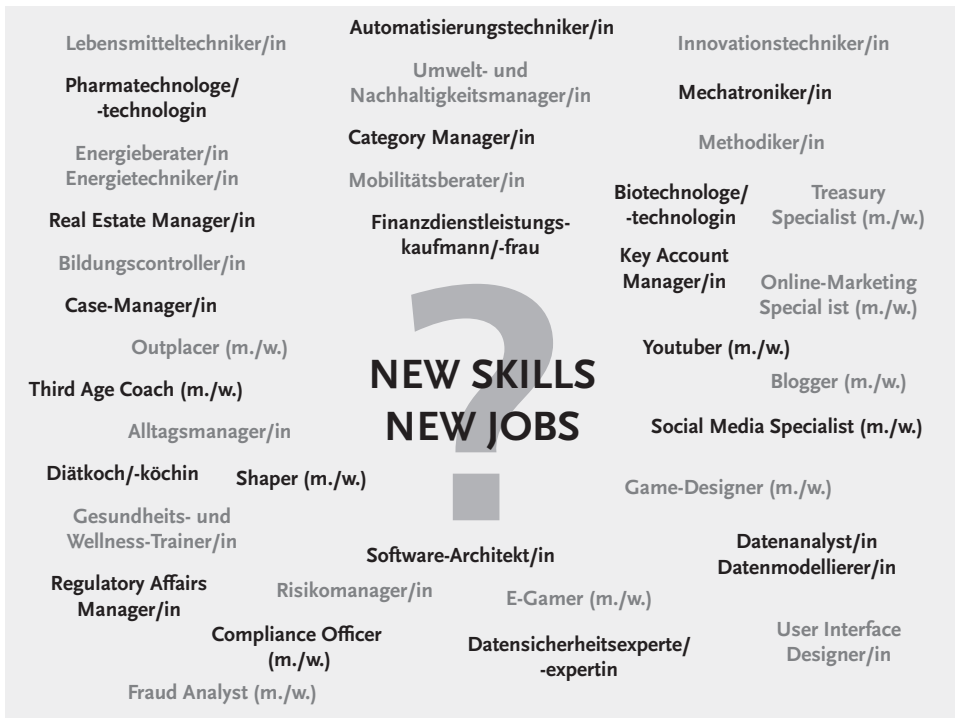 Lebensmitteltechniker/in
Automatisierungstechniker/in
Innovationstechniker/in
Pharmatechnologe/
-technologin
Umwelt- und
Nachhaltigkeitsmanager/in
Mechatroniker/in
Energieberater/in
Energietechniker/in
Category Manager/in
Methodiker/in
Mobilitätsberater/in
Biotechnologe/
-technologin
Treasury
Specialist (m./w.)
Real Estate Manager/in
Finanzdienstleistungs-
kaufmann/-frau
Key Account
Manager/in
Bildungscontroller/in
Online-Marketing
Special ist (m./w.)
Case-Manager/in
Outplacer (m./w.)
Youtuber (m./w.)
?
NEW SKILLS
NEW JOBS
Third Age Coach (m./w.)
Blogger (m./w.)
Alltagsmanager/in
Social Media Specialist (m./w.)
Diätkoch/-köchin
Shaper (m./w.)
Game-Designer (m./w.)
Gesundheits- und
Wellness-Trainer/in
Software-Architekt/in
Datenanalyst/in
Datenmodellierer/in
Regulatory Affairs
Manager/in
Risikomanager/in
E-Gamer (m./w.)
Compliance Officer
(m./w.)
Datensicherheitsexperte/
-expertin
User Interface
Designer/in
Fraud Analyst (m./w.)